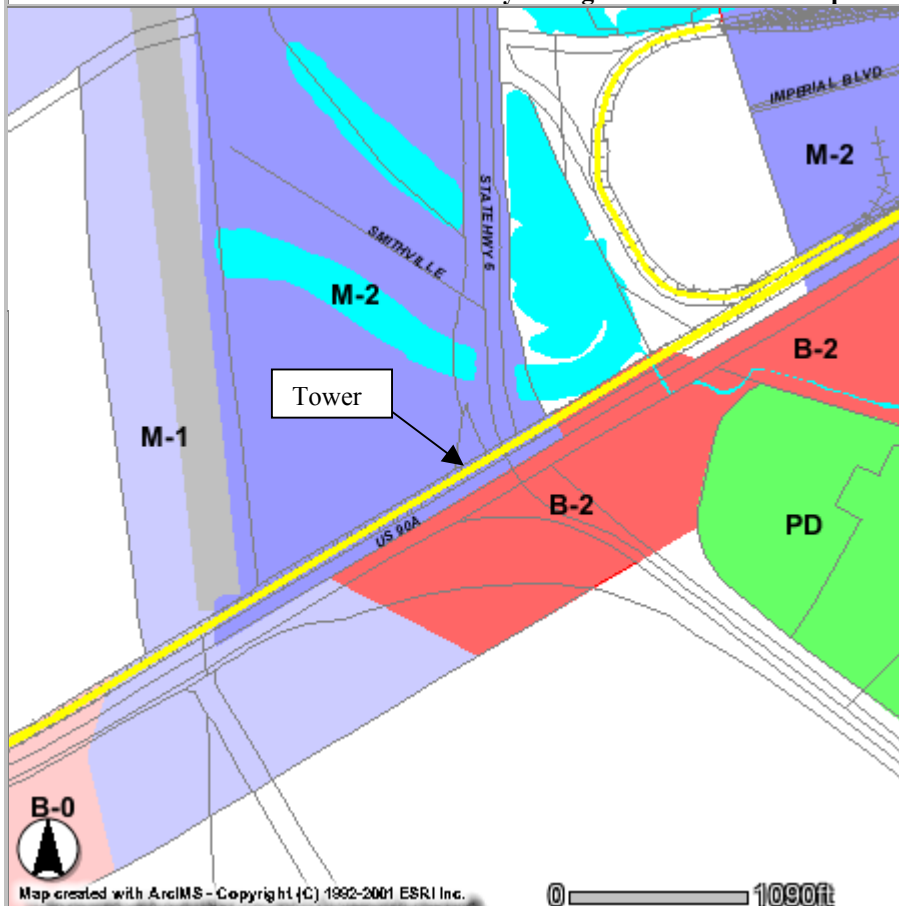 IMPERIAL BLVD
M-2
STATE HWY 6
SMITHVILLE
M-2
B-2
Tower
M-1
B-2
PD
US 90A
B-0
Map created with ArcIMS - Copyright (C) 1992-2001 ESRI Inc.
0 1090ft